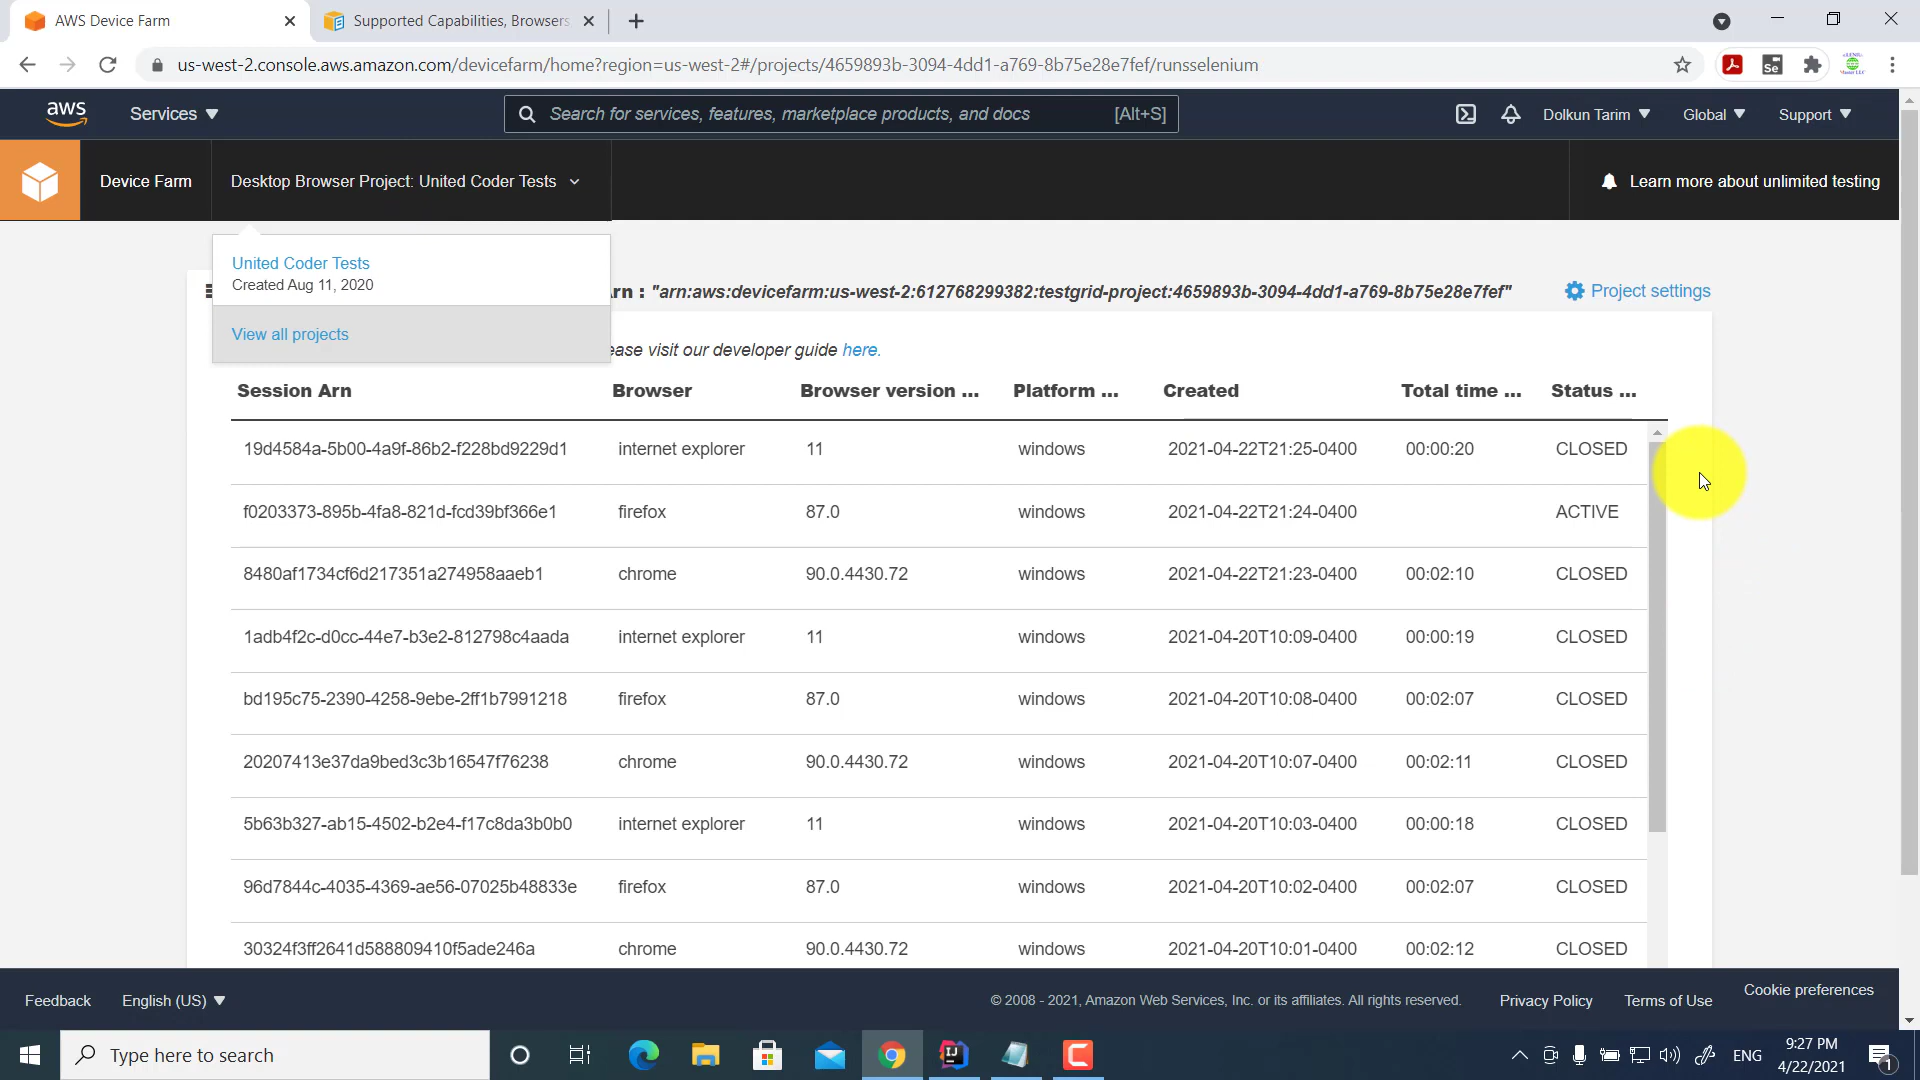 AWS Device Farm
Supported Capabilities, Browsers
us-west-2.console.aws.amazon.com/devicefarm/home?region=us-west-2#/projects/4659893b-3094-4dd1-a769-8b75e28e7fef/runsselenium
Se
aws
Services
Search for services, features, marketplace products, and docs
[Alt+S]
Dolkun Tarim
Global
Support
Device Farm
Desktop Browser Project: United Coder Tests
Learn more about unlimited testing
United Coder Tests
Created Aug 11, 2020
View all projects
rn : "arn:aws:devicefarm:us-west-2:612768299382:testgrid-project:4659893b-3094-4dd1-a769-8b75e28e7fef"
Project settings
ease visit our developer guide here.
Session Arn Browser Browser version ... Platform ... Created Total time ... Status ...
19d4584a-5b00-4a9f-86b2-f228bd9229d1 internet explorer 11 windows 2021-04-22T21:25-0400 00:00:20 CLOSED
f0203373-895b-4fa8-821d-fcd39bf366e1 firefox 87.0 windows 2021-04-22T21:24-0400 ACTIVE
8480af1734cf6d217351a274958aaeb1 chrome 90.0.4430.72 windows 2021-04-22T21:23-0400 00:02:10 CLOSED
1adb4f2c-d0cc-44e7-b3e2-812798c4aada internet explorer 11 windows 2021-04-20T10:09-0400 00:00:19 CLOSED
bd195c75-2390-4258-9ebe-2ff1b7991218 firefox 87.0 windows 2021-04-20T10:08-0400 00:02:07 CLOSED
20207413e37da9bed3c3b16547f76238 chrome 90.0.4430.72 windows 2021-04-20T10:07-0400 00:02:11 CLOSED
5b63b327-ab15-4502-b2e4-f17c8da3b0b0 internet explorer 11 windows 2021-04-20T10:03-0400 00:00:18 CLOSED
96d7844c-4035-4369-ae56-07025b48833e firefox 87.0 windows 2021-04-20T10:02-0400 00:02:07 CLOSED
30324f3ff2641d588809410f5ade246a chrome 90.0.4430.72 windows 2021-04-20T10:01-0400 00:02:12 CLOSED
Feedback
English (US)
© 2008 - 2021, Amazon Web Services, Inc. or its affiliates. All rights reserved.
Privacy Policy
Terms of Use
Cookie preferences
Type here to search
ENG
9:27 PM
4/22/2021
1